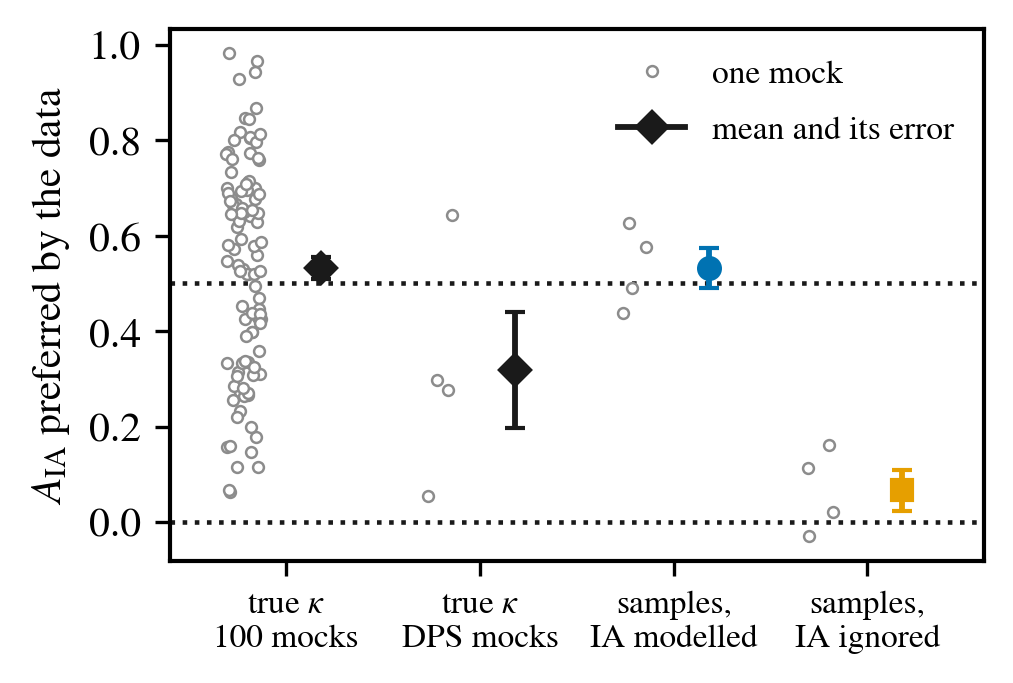 1.0
0.8
0.6
0.4
0.2
0.0
A_IA preferred by the data
one mock
mean and its error
true κ
100 mocks
true κ
DPS mocks
samples,
IA modelled
samples,
IA ignored